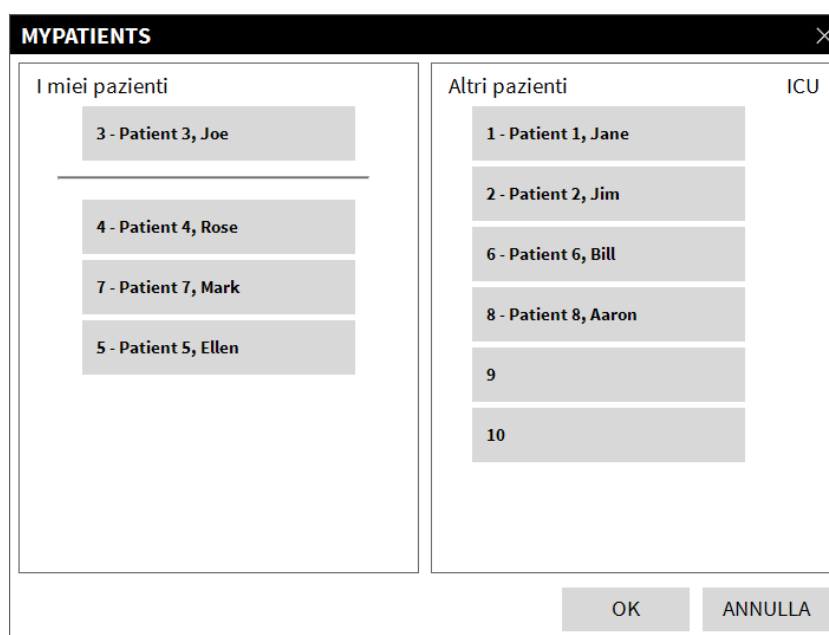 MYPATIENTS
I miei pazienti
3 - Patient 3, Joe
4 - Patient 4, Rose
7 - Patient 7, Mark
5 - Patient 5, Ellen
Altri pazienti ICU
1 - Patient 1, Jane
2 - Patient 2, Jim
6 - Patient 6, Bill
8 - Patient 8, Aaron
9
10
OK ANNULLA